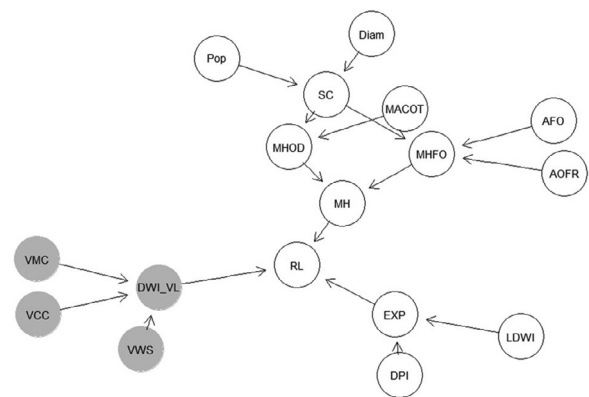 Diam
Pop
SC
MACOT
AFO
MHOD
MHFO
AOFR
MH
VMC
RL
DWI_VL
VCC
EXP
LDWI
VWS
DPI